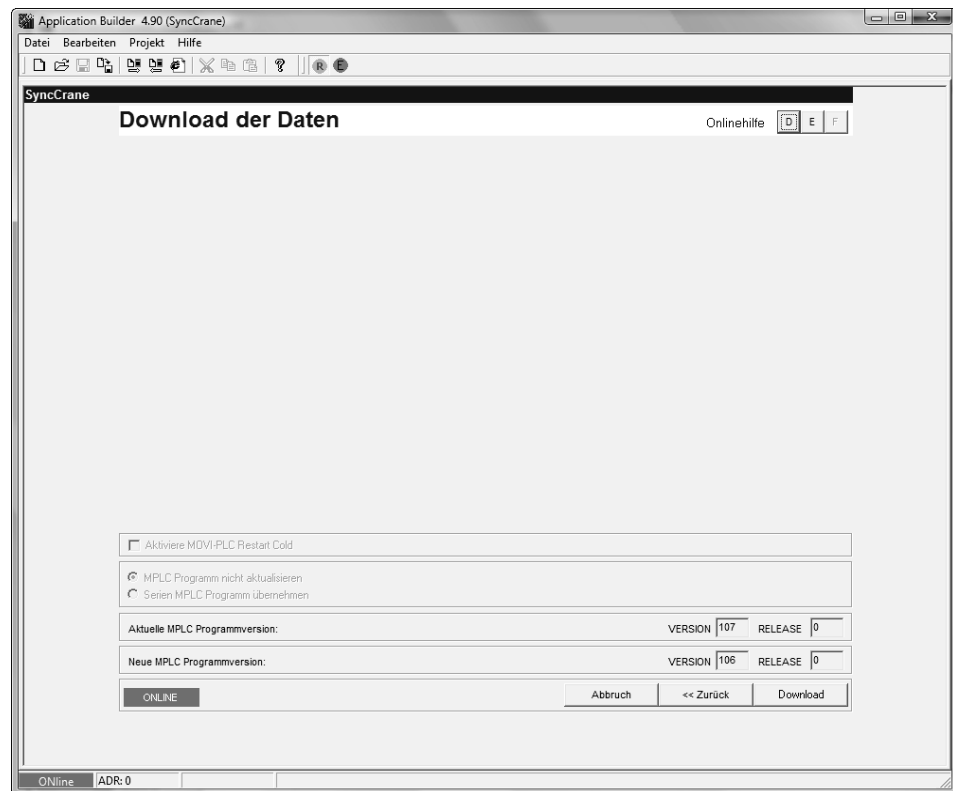 Application Builder 4.90 (SyncCrane)
Datei Bearbeiten Projekt Hilfe
R E
SyncCrane
Download der Daten Onlinehilfe D E F
Aktiviere MOVI-PLC Restart Cold
MPLC Programm nicht aktualisieren
Serien MPLC Programm übernehmen
Aktuelle MPLC Programmversion: VERSION 107 RELEASE 0
Neue MPLC Programmversion: VERSION 106 RELEASE 0
ONLINE Abbruch << Zurück Download
ONline ADR: 0